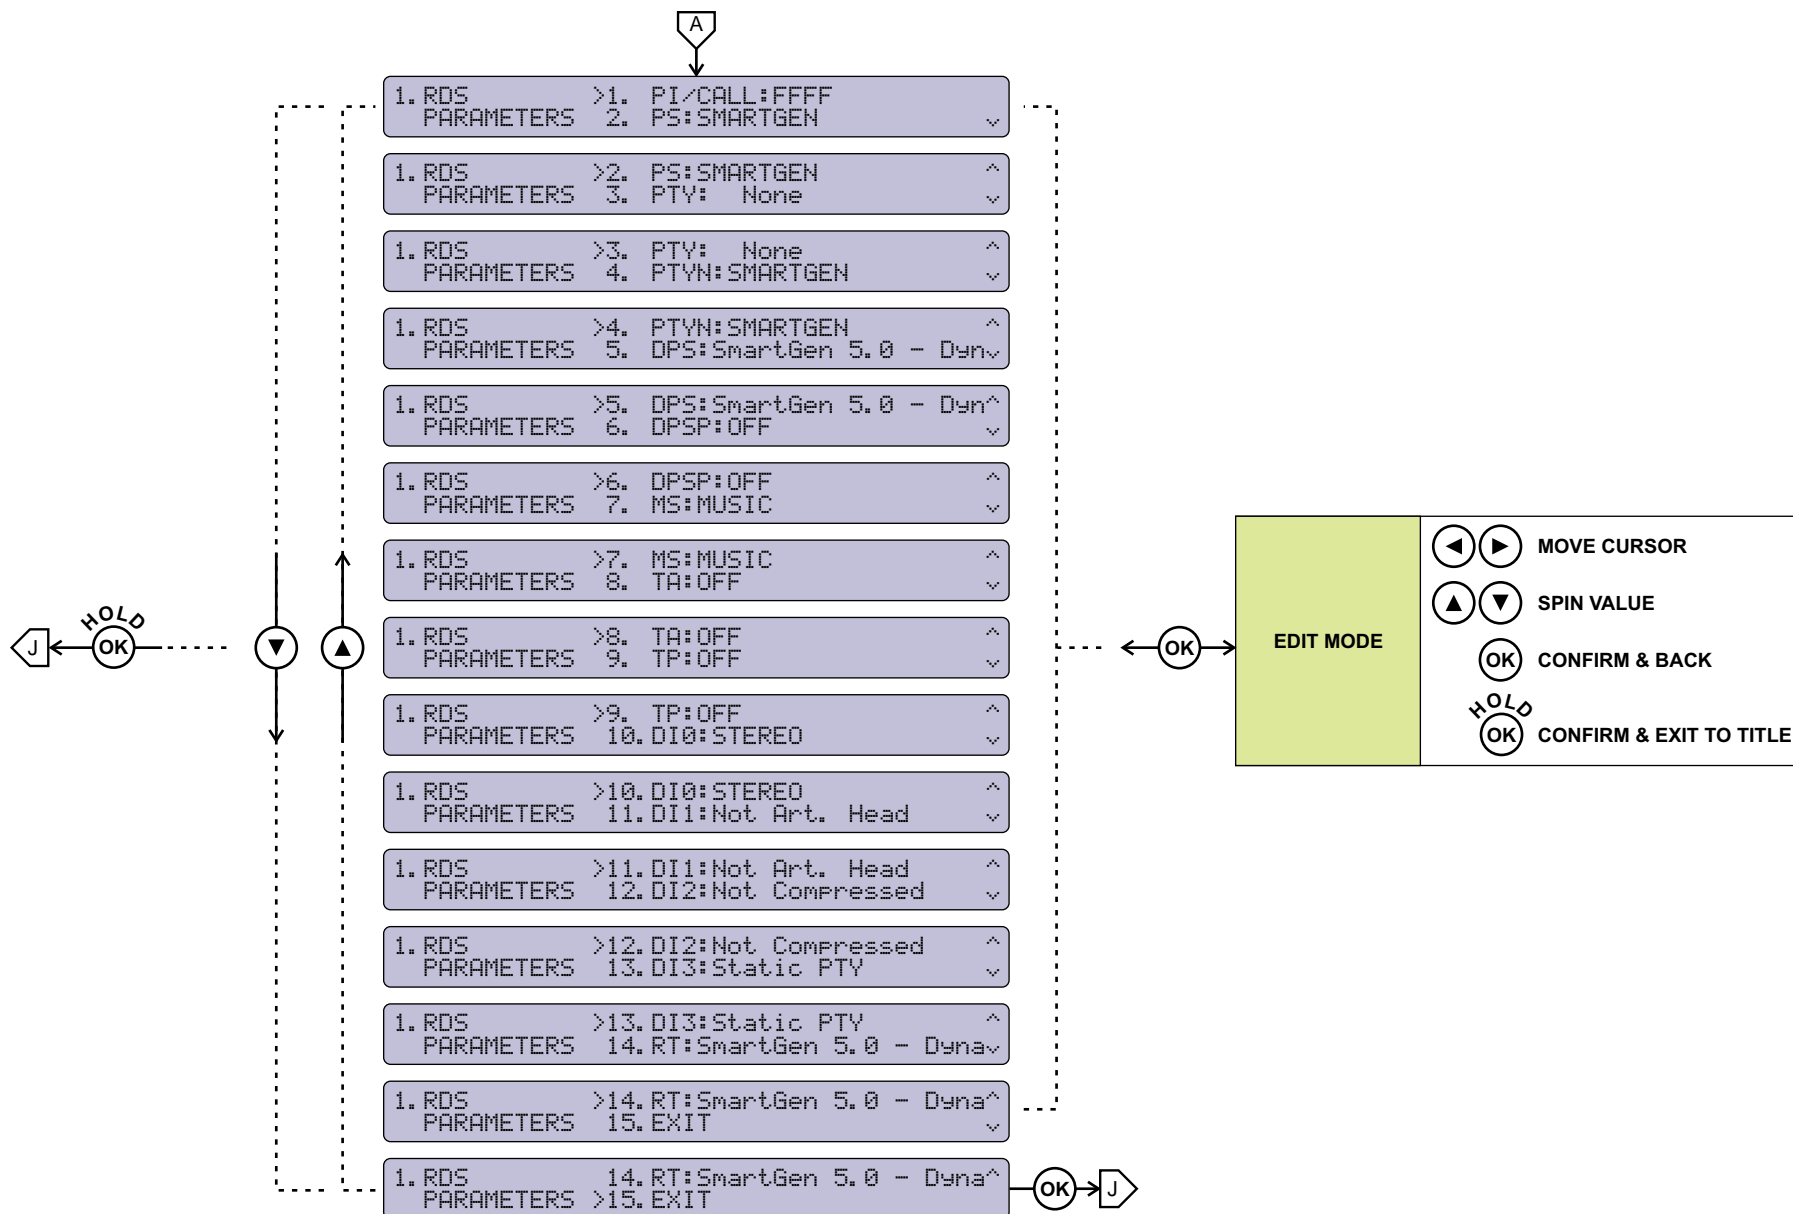 A
1. RDS >1. PI/CALL:FFFF
PARAMETERS 2. PS:SMARTGEN
1. RDS >2. PS:SMARTGEN ^
PARAMETERS 3. PTY: None
1. RDS >3. PTY: None ^
PARAMETERS 4. PTYN:SMARTGEN
1. RDS >4. PTYN:SMARTGEN ^
PARAMETERS 5. DPS:SmartGen 5.0 - Dyn
1. RDS >5. DPS:SmartGen 5.0 - Dyn^
PARAMETERS 6. DPSP:OFF
1. RDS >6. DPSP:OFF ^
PARAMETERS 7. MS:MUSIC
1. RDS >7. MS:MUSIC ^
PARAMETERS 8. TA:OFF
1. RDS >8. TA:OFF ^
PARAMETERS 9. TP:OFF
1. RDS >9. TP:OFF ^
PARAMETERS 10.DI0:STEREO
1. RDS >10.DI0:STEREO ^
PARAMETERS 11.DI1:Not Art. Head
1. RDS >11.DI1:Not Art. Head ^
PARAMETERS 12.DI2:Not Compressed
1. RDS >12.DI2:Not Compressed ^
PARAMETERS 13.DI3:Static PTY
1. RDS >13.DI3:Static PTY ^
PARAMETERS 14.RT:SmartGen 5.0 - Dyna
1. RDS >14.RT:SmartGen 5.0 - Dyna^
PARAMETERS 15.EXIT
1. RDS 14.RT:SmartGen 5.0 - Dyna^
PARAMETERS >15.EXIT
OK J
HOLD
J OK
OK
EDIT MODE
MOVE CURSOR
SPIN VALUE
OK CONFIRM & BACK
HOLD
OK CONFIRM & EXIT TO TITLE